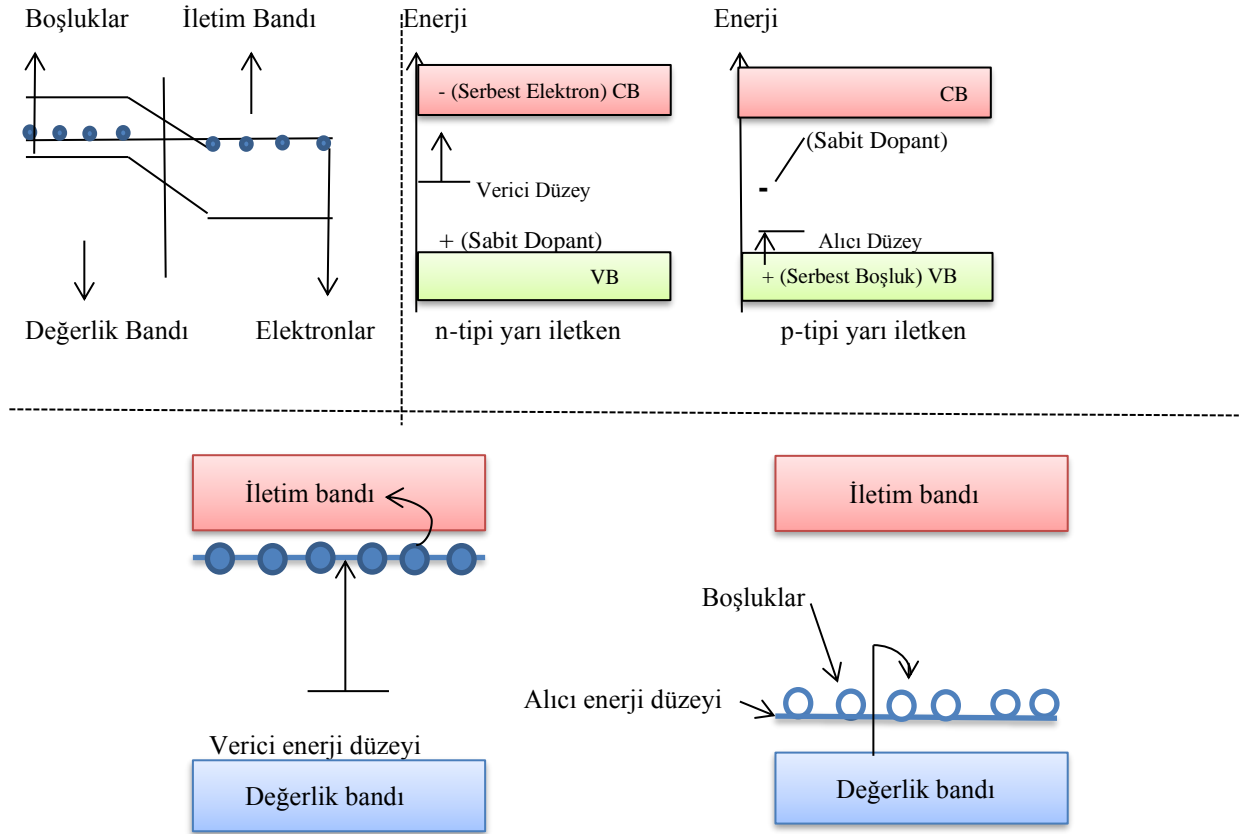 Boşluklar
İletim Bandı
Değerlik Bandı
Elektronlar
Enerji
- (Serbest Elektron) CB
Verici Düzey
+ (Sabit Dopant)
VB
n-tipi yarı iletken
Enerji
CB
(Sabit Dopant)
-
Alıcı Düzey
+ (Serbest Boşluk) VB
p-tipi yarı iletken
İletim bandı
Verici enerji düzeyi
Değerlik bandı
İletim bandı
Boşluklar
Alıcı enerji düzeyi
Değerlik bandı